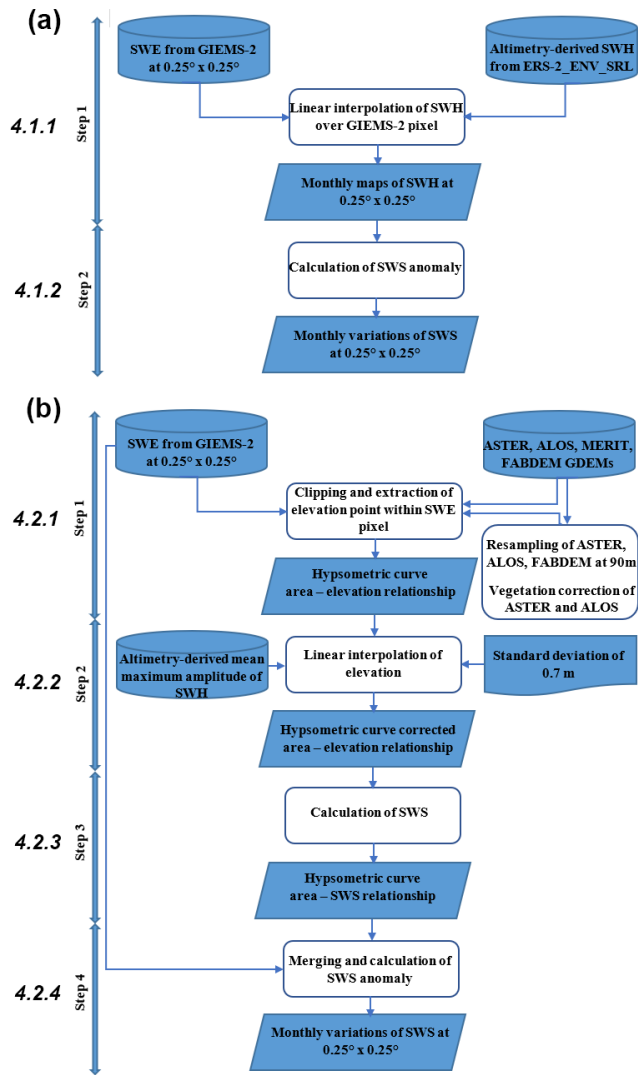 (a)
SWE from GIEMS-2
at 0.25° x 0.25°
Altimetry-derived SWH
from ERS-2_ENV_SRL
4.1.1
Step 1
Linear interpolation of SWH
over GIEMS-2 pixel
Monthly maps of SWH at
0.25° x 0.25°
4.1.2
Step 2
Calculation of SWS anomaly
Monthly variations of SWS
at 0.25° x 0.25°
(b)
SWE from GIEMS-2
at 0.25° x 0.25°
ASTER, ALOS, MERIT,
FABDEM GDEMs
4.2.1
Step 1
Clipping and extraction of
elevation point within SWE
pixel
Resampling of ASTER,
ALOS, FABDEM at 90m
Vegetation correction of
ASTER and ALOS
Hypsometric curve
area – elevation relationship
4.2.2
Step 2
Altimetry-derived mean
maximum amplitude of
SWH
Linear interpolation of
elevation
Standard deviation of
0.7 m
Hypsometric curve corrected
area – elevation relationship
4.2.3
Step 3
Calculation of SWS
Hypsometric curve
area – SWS relationship
4.2.4
Step 4
Merging and calculation of
SWS anomaly
Monthly variations of SWS at
0.25° x 0.25°